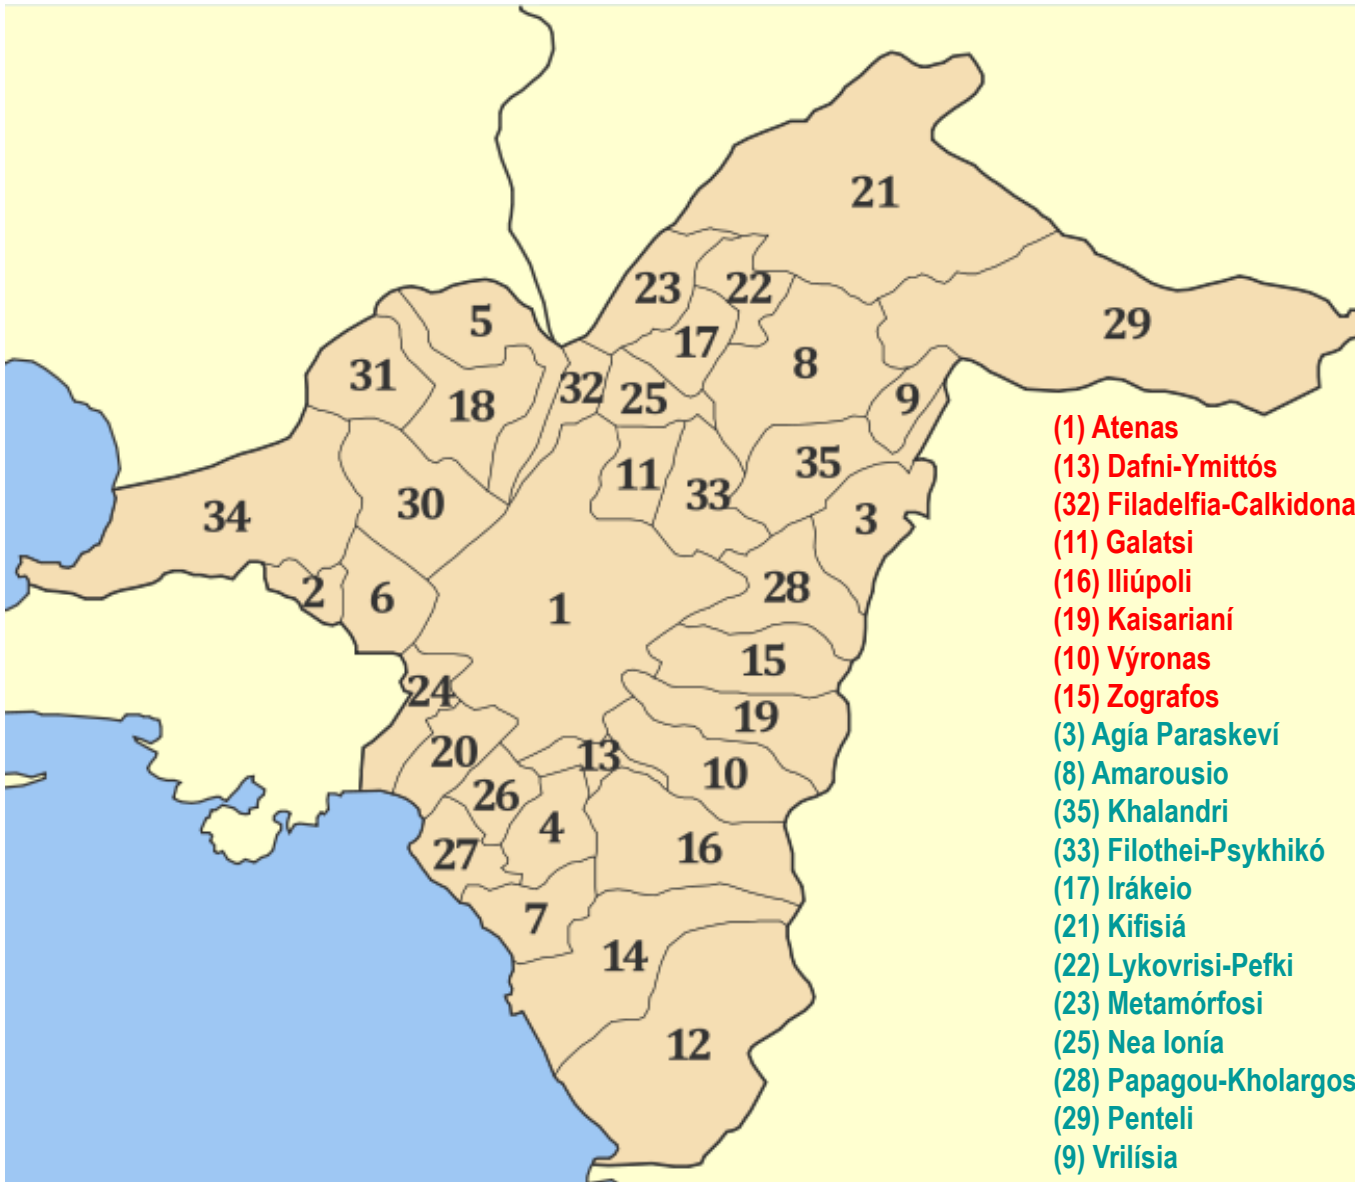 21
23
22
29
5
17
8
31
32
9
18
25
35
11
33
30
34
3
28
2
6
1
15
24
19
20
13
10
26
4
16
27
7
14
12
(1) Atenas
(13) Dafni-Ymittós
(32) Filadelfia-Calkidona
(11) Galatsi
(16) Iliúpoli
(19) Kaisarianí
(10) Výronas
(15) Zografos
(3) Agía Paraskeví
(8) Amarousio
(35) Khalandri
(33) Filothei-Psykhikó
(17) Irákeio
(21) Kifisiá
(22) Lykovrisi-Pefki
(23) Metamórfosi
(25) Nea Ionía
(28) Papagou-Kholargos
(29) Penteli
(9) Vrilísia